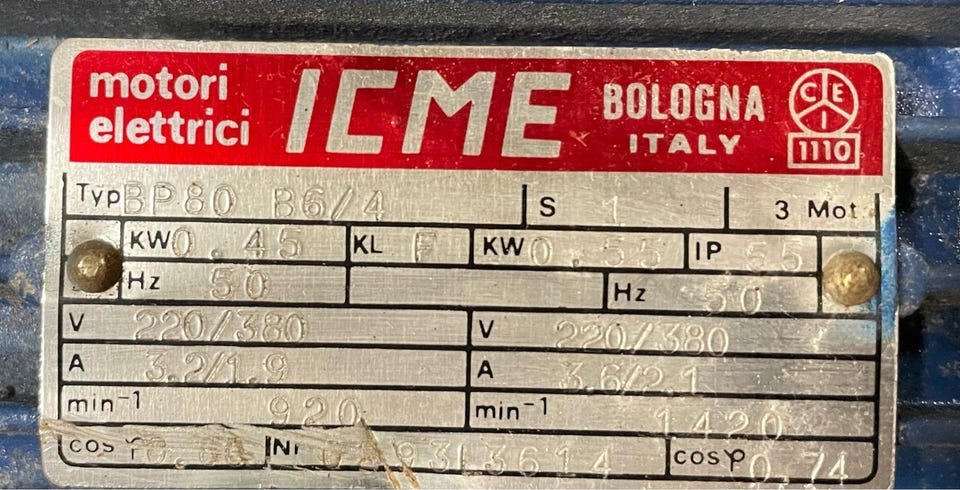 motori elettrici ICME BOLOGNA ITALY CEI 1110
Typ BP80 B6/4 S 1 3 Mot.
KW 0.45 KL F KW 0.55 IP 55
Hz 50 Hz 50
V 220/380 V 220/380
A 3.2/1.9 A 3.6/2.1
min-1 920 min-1 1420
cosφ Nr cosφ 0,74